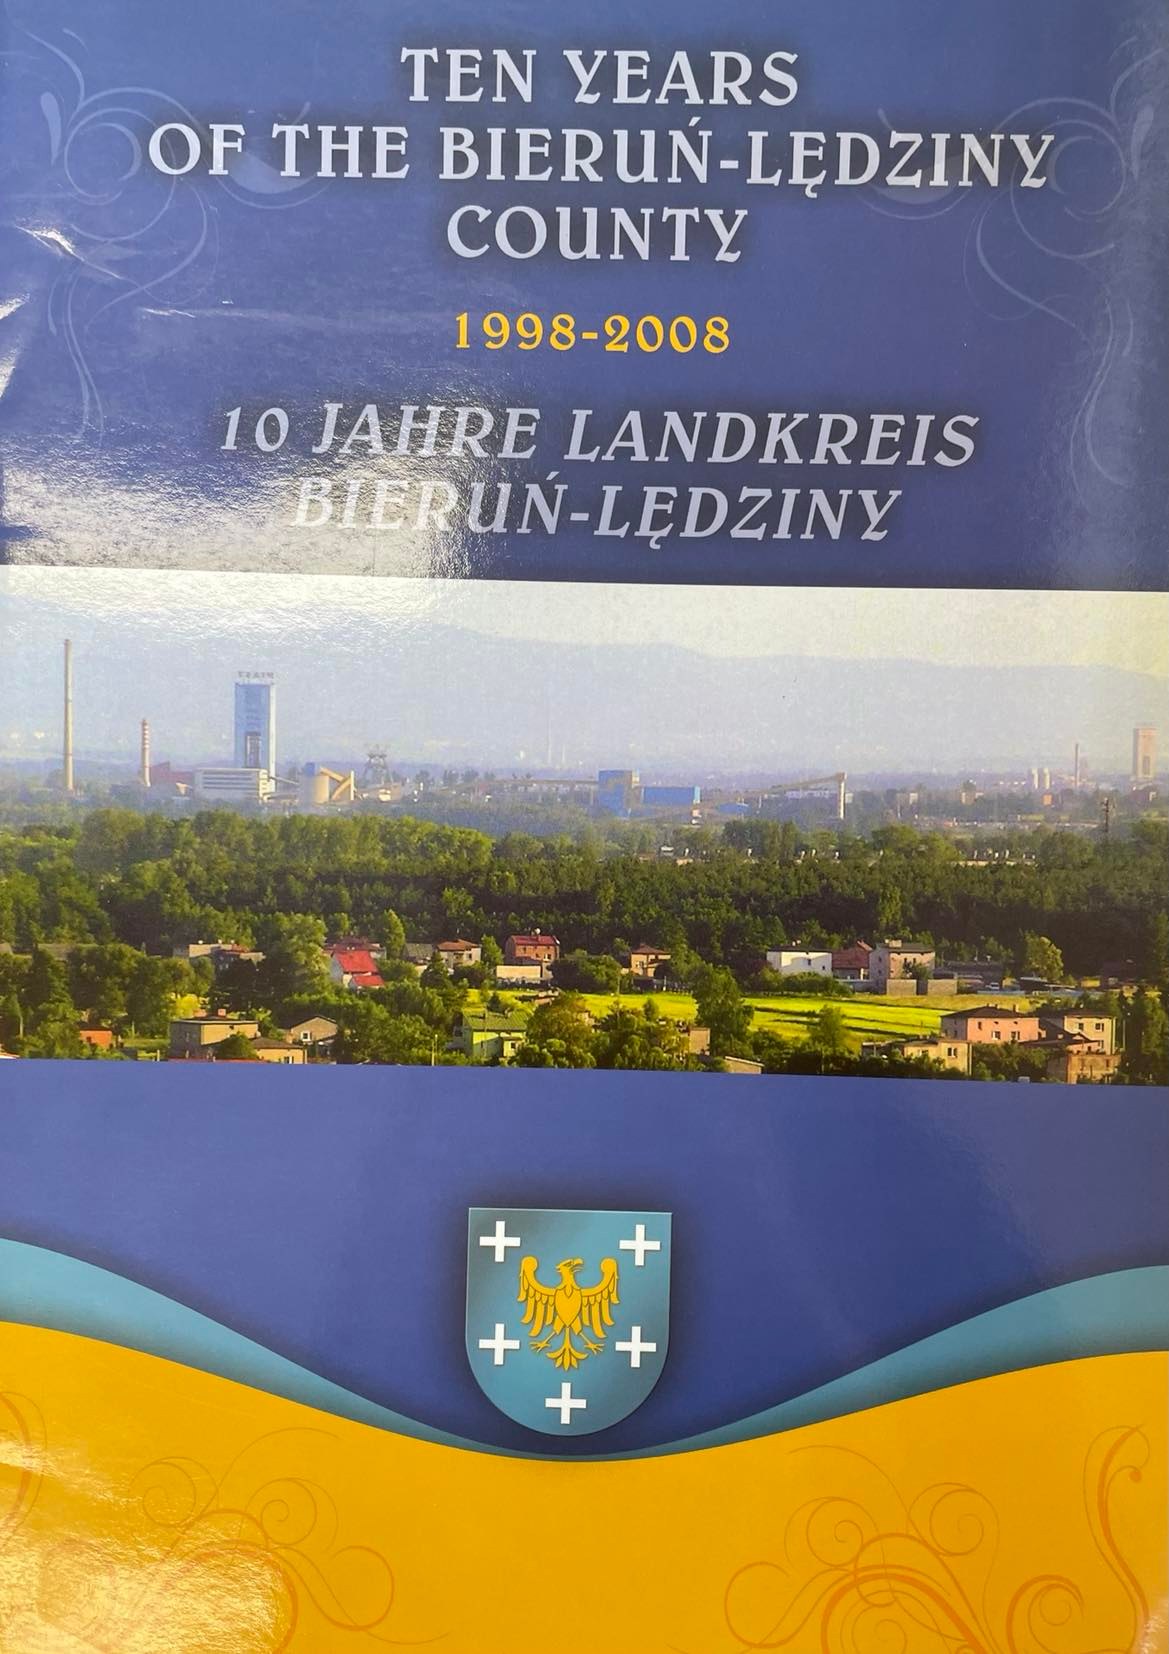 TEN YEARS
OF THE BIERUŃ-LĘDZINY
COUNTY
1998-2008
10 JAHRE LANDKREIS
BIERUŃ-LĘDZINY